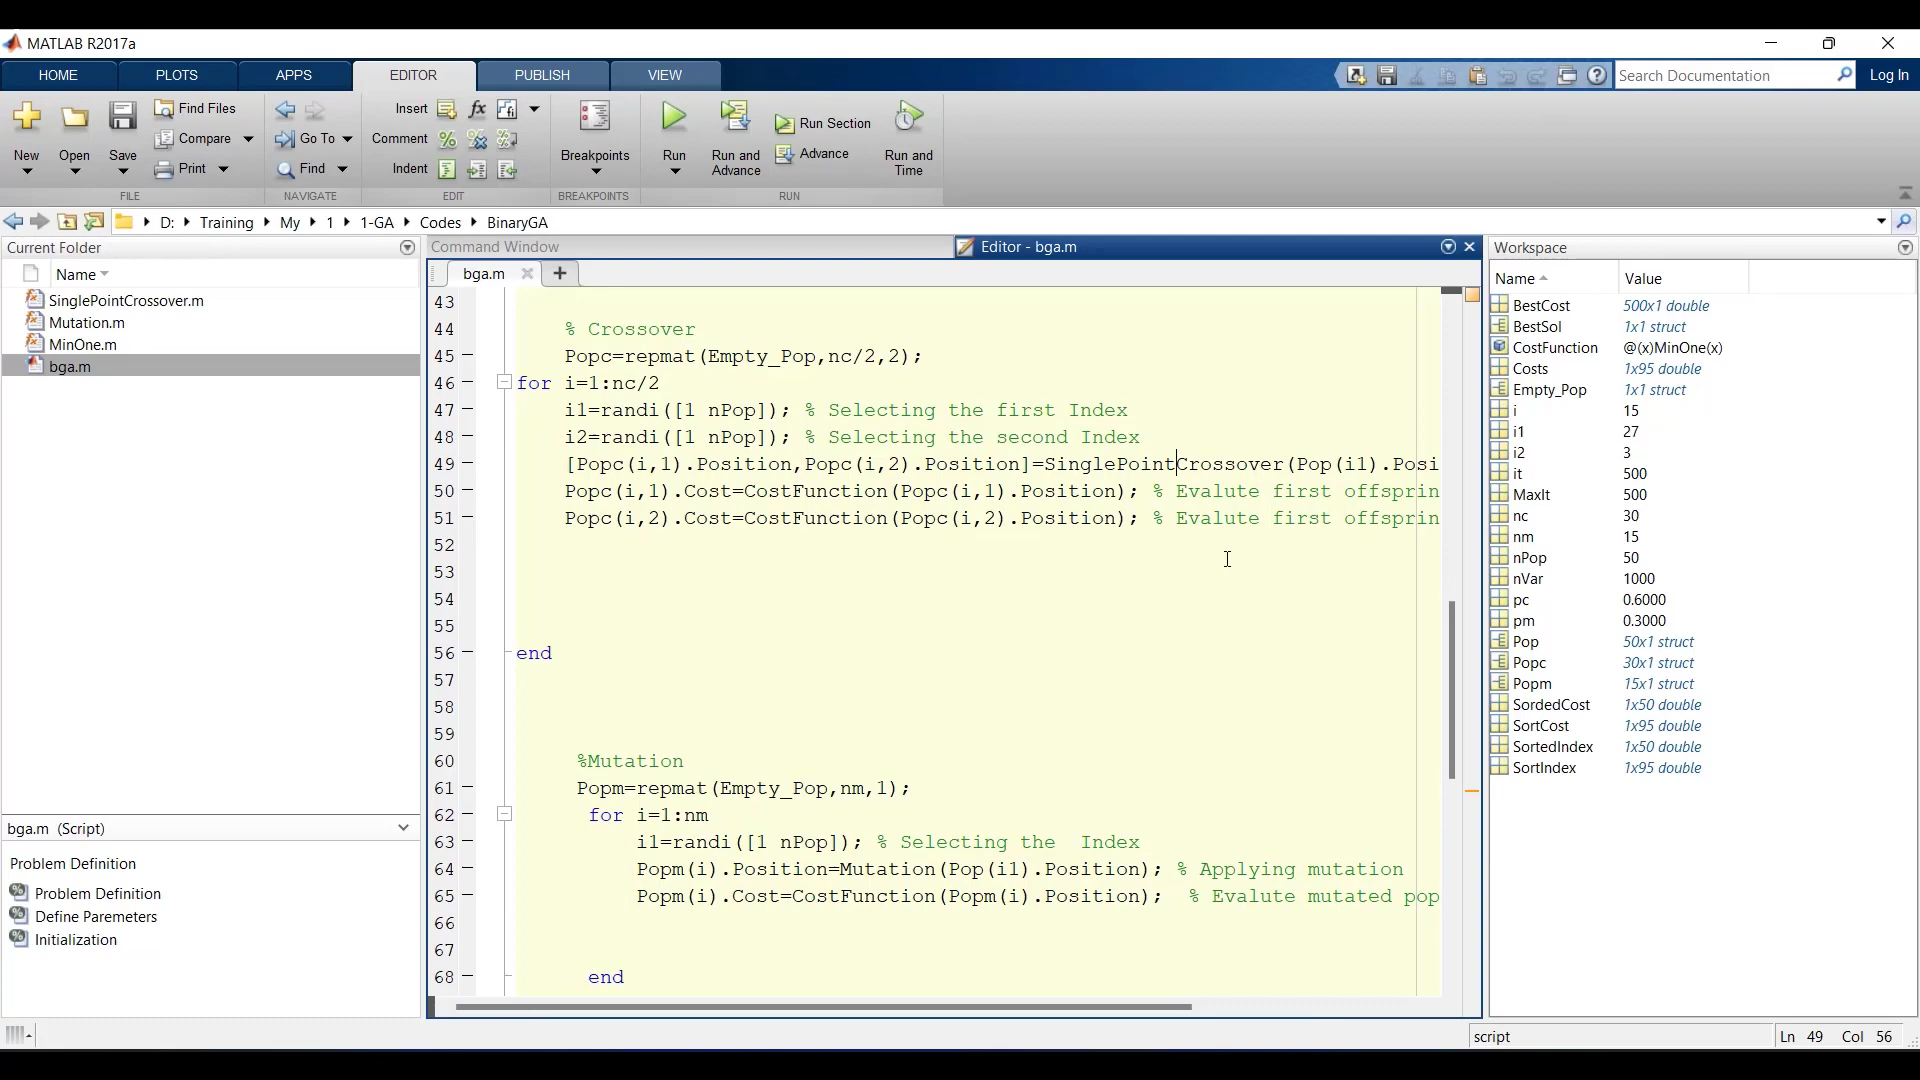 MATLAB R2017a
HOME PLOTS APPS EDITOR PUBLISH VIEW
Search Documentation
Log In
New
Open
Save
Find Files
Compare
Print
FILE
Go To
Find
NAVIGATE
Insert
Comment
Indent
EDIT
Breakpoints
BREAKPOINTS
Run
Run and
Advance
Run Section
Advance
Run and
Time
RUN
D: Training My 1 1-GA Codes BinaryGA
Current Folder
Name
SinglePointCrossover.m
Mutation.m
MinOne.m
bga.m
bga.m (Script)
Problem Definition
Problem Definition
Define Paremeters
Initialization
Command Window
Editor - bga.m
bga.m
43
44 % Crossover
45 Popc=repmat(Empty_Pop,nc/2,2);
46 for i=1:nc/2
47 i1=randi([1 nPop]); % Selecting the first Index
48 i2=randi([1 nPop]); % Selecting the second Index
49 [Popc(i,1).Position,Popc(i,2).Position]=SinglePointCrossover(Pop(i1).Posi
50 Popc(i,1).Cost=CostFunction(Popc(i,1).Position); % Evalute first offsprin
51 Popc(i,2).Cost=CostFunction(Popc(i,2).Position); % Evalute first offsprin
52
53
54
55
56 end
57
58
59
60 %Mutation
61 Popm=repmat(Empty_Pop,nm,1);
62 for i=1:nm
63 i1=randi([1 nPop]); % Selecting the  Index
64 Popm(i).Position=Mutation(Pop(i1).Position); % Applying mutation
65 Popm(i).Cost=CostFunction(Popm(i).Position);  % Evalute mutated pop
66
67
68 end
Workspace
Name Value
BestCost 500x1 double
BestSol 1x1 struct
CostFunction @(x)MinOne(x)
Costs 1x95 double
Empty_Pop 1x1 struct
i 15
i1 27
i2 3
it 500
MaxIt 500
nc 30
nm 15
nPop 50
nVar 1000
pc 0.6000
pm 0.3000
Pop 50x1 struct
Popc 30x1 struct
Popm 15x1 struct
SordedCost 1x50 double
SortCost 1x95 double
SortedIndex 1x50 double
SortIndex 1x95 double
script
Ln 49 Col 56